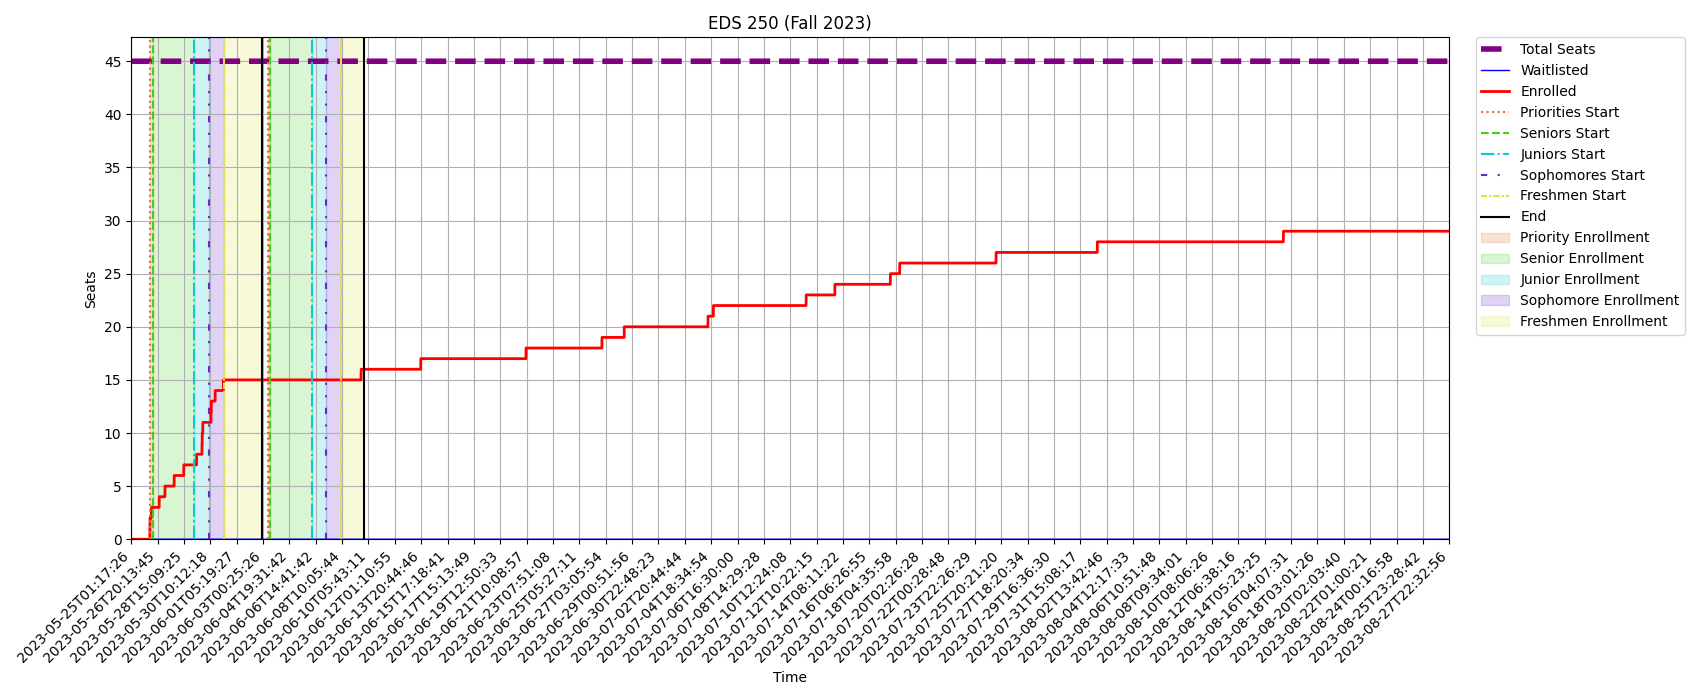 EDS 250 (Fall 2023)
45
40
35
30
25
20
15
10
5
0
Seats
2023-05-25T01:17:26
2023-05-26T20:13:45
2023-05-28T15:09:25
2023-05-30T10:12:18
2023-06-01T05:19:27
2023-06-03T00:25:26
2023-06-04T19:31:42
2023-06-06T14:41:42
2023-06-08T10:05:44
2023-06-10T05:43:11
2023-06-12T01:10:55
2023-06-13T20:44:46
2023-06-15T17:18:41
2023-06-17T15:13:49
2023-06-19T12:50:33
2023-06-21T10:08:57
2023-06-23T07:51:08
2023-06-25T05:27:11
2023-06-27T03:05:54
2023-06-29T00:51:56
2023-06-30T22:48:23
2023-07-02T20:44:44
2023-07-04T18:34:54
2023-07-06T16:30:00
2023-07-08T14:29:28
2023-07-10T12:24:08
2023-07-12T10:22:15
2023-07-14T08:11:22
2023-07-16T06:26:55
2023-07-18T04:35:58
2023-07-20T02:26:28
2023-07-22T00:28:48
2023-07-23T22:26:29
2023-07-25T20:21:20
2023-07-27T18:20:34
2023-07-29T16:36:30
2023-07-31T15:08:17
2023-08-02T13:42:46
2023-08-04T12:17:33
2023-08-06T10:51:48
2023-08-08T09:34:01
2023-08-10T08:06:26
2023-08-12T06:38:16
2023-08-14T05:23:25
2023-08-16T04:07:31
2023-08-18T03:01:26
2023-08-20T02:03:40
2023-08-22T01:00:21
2023-08-24T00:16:58
2023-08-25T23:28:42
2023-08-27T22:32:56
Time
Total Seats
Waitlisted
Enrolled
Priorities Start
Seniors Start
Juniors Start
Sophomores Start
Freshmen Start
End
Priority Enrollment
Senior Enrollment
Junior Enrollment
Sophomore Enrollment
Freshmen Enrollment